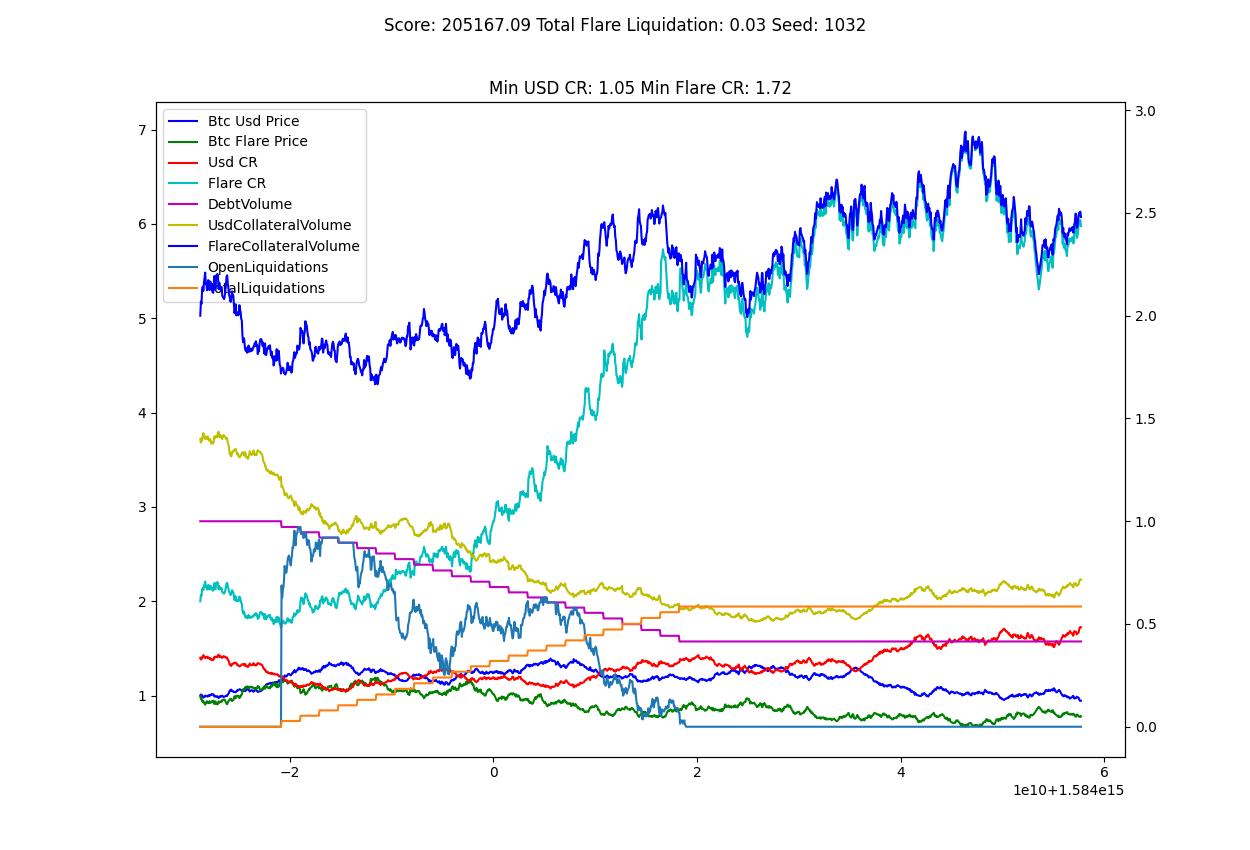 Score: 205167.09 Total Flare Liquidation: 0.03 Seed: 1032
Min USD CR: 1.05 Min Flare CR: 1.72
Btc Usd Price
Btc Flare Price
Usd CR
Flare CR
DebtVolume
UsdCollateralVolume
FlareCollateralVolume
OpenLiquidations
TotalLiquidations
7
6
5
4
3
2
1
3.0
2.5
2.0
1.5
1.0
0.5
0.0
−2
0
2
4
6
1e10+1.584e15